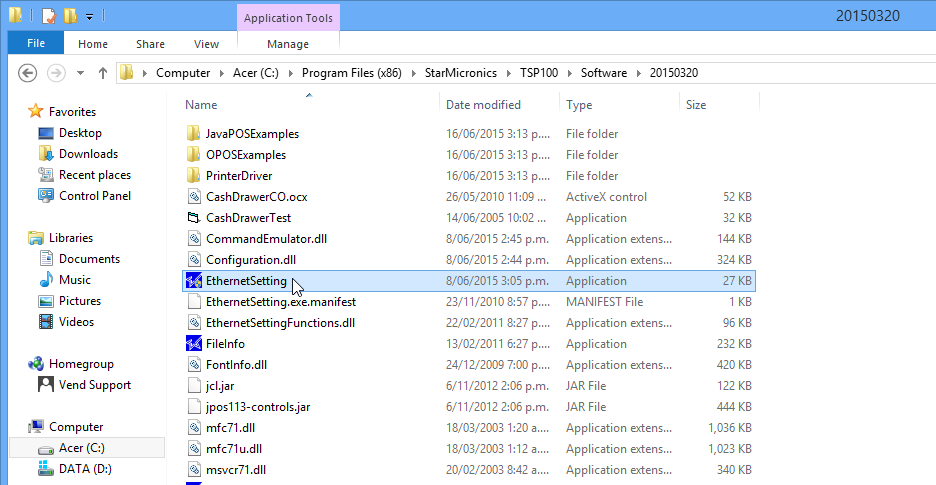 Application Tools
20150320
File Home Share View Manage
Computer Acer (C:) Program Files (x86) StarMicronics TSP100 Software 20150320
Favorites
Desktop
Downloads
Recent places
Control Panel
Libraries
Documents
Music
Pictures
Videos
Homegroup
Vend Support
Computer
Acer (C:)
DATA (D:)
Name Date modified Type Size
JavaPOSExamples 16/06/2015 3:13 p.... File folder
OPOSExamples 16/06/2015 3:13 p.... File folder
PrinterDriver 16/06/2015 3:13 p.... File folder
CashDrawerCO.ocx 26/05/2010 11:09 ... ActiveX control 52 KB
CashDrawerTest 14/06/2005 10:02 ... Application 32 KB
CommandEmulator.dll 8/06/2015 2:45 p.m. Application extens... 144 KB
Configuration.dll 8/06/2015 2:44 p.m. Application extens... 324 KB
EthernetSetting 8/06/2015 3:05 p.m. Application 27 KB
EthernetSetting.exe.manifest 23/11/2010 8:57 p.... MANIFEST File 1 KB
EthernetSettingFunctions.dll 22/02/2011 8:27 p.... Application extens... 96 KB
FileInfo 13/02/2011 6:27 p.... Application 232 KB
FontInfo.dll 24/12/2009 7:00 p.... Application extens... 420 KB
jcl.jar 6/11/2012 2:06 p.m. JAR File 122 KB
jpos113-controls.jar 6/11/2012 2:06 p.m. JAR File 444 KB
mfc71.dll 18/03/2003 1:20 a.... Application extens... 1,036 KB
mfc71u.dll 18/03/2003 1:12 a.... Application extens... 1,023 KB
msvcr71.dll 20/02/2003 8:42 a.... Application extens... 340 KB